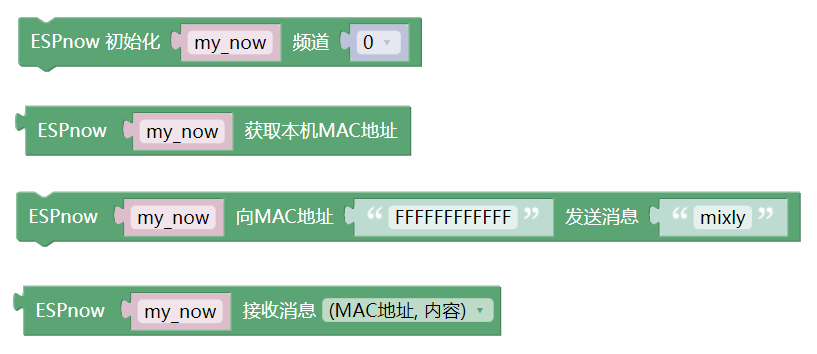 ESPnow 初始化 my_now 频道 0
ESPnow my_now 获取本机MAC地址
ESPnow my_now 向MAC地址 “ FFFFFFFFFFFF ” 发送消息 “ mixly ”
ESPnow my_now 接收消息 (MAC地址, 内容)